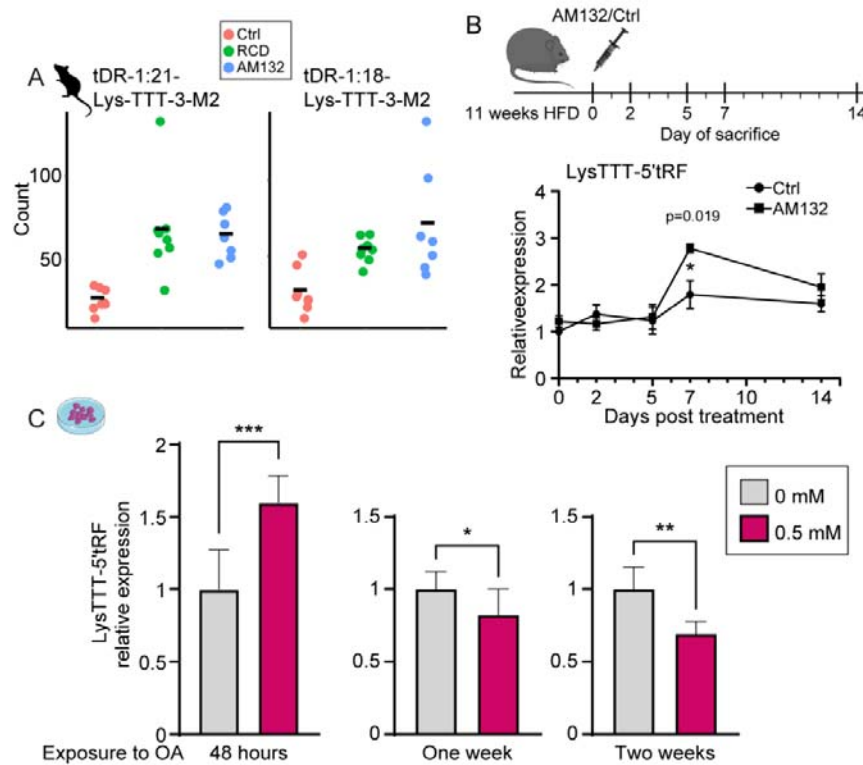 A
Ctrl
RCD
AM132
tDR-1:21-
Lys-TTT-3-M2
tDR-1:18-
Lys-TTT-3-M2
Count
100
50
B
AM132/Ctrl
11 weeks HFD
0 2 5 7 14
Day of sacrifice
LysTTT-5'tRF
Ctrl
AM132
p=0.019
*
Relativeexpression
4
3
2
1
0
0 2 5 7 10 14
Days post treatment
C
LysTTT-5'tRF
relative expression
2
1.5
1
0.5
0
***
1.5
1
0.5
0
*
1.5
1
0.5
0
**
0 mM
0.5 mM
Exposure to OA 48 hours One week Two weeks